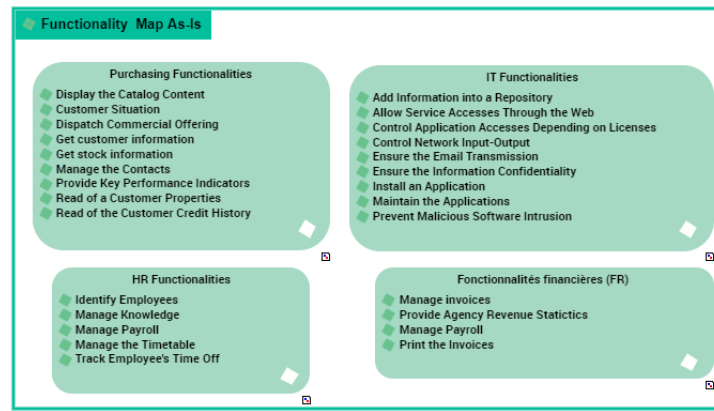 Functionality Map As-Is
Purchasing Functionalities
Display the Catalog Content
Customer Situation
Dispatch Commercial Offering
Get customer information
Get stock information
Manage the Contacts
Provide Key Performance Indicators
Read of a Customer Properties
Read of the Customer Credit History
IT Functionalities
Add Information into a Repository
Allow Service Accesses Through the Web
Control Application Accesses Depending on Licenses
Control Network Input-Output
Ensure the Email Transmission
Ensure the Information Confidentiality
Install an Application
Maintain the Applications
Prevent Malicious Software Intrusion
HR Functionalities
Identify Employees
Manage Knowledge
Manage Payroll
Manage the Timetable
Track Employee's Time Off
Fonctionnalités financières (FR)
Manage invoices
Provide Agency Revenue Statictics
Manage Payroll
Print the Invoices